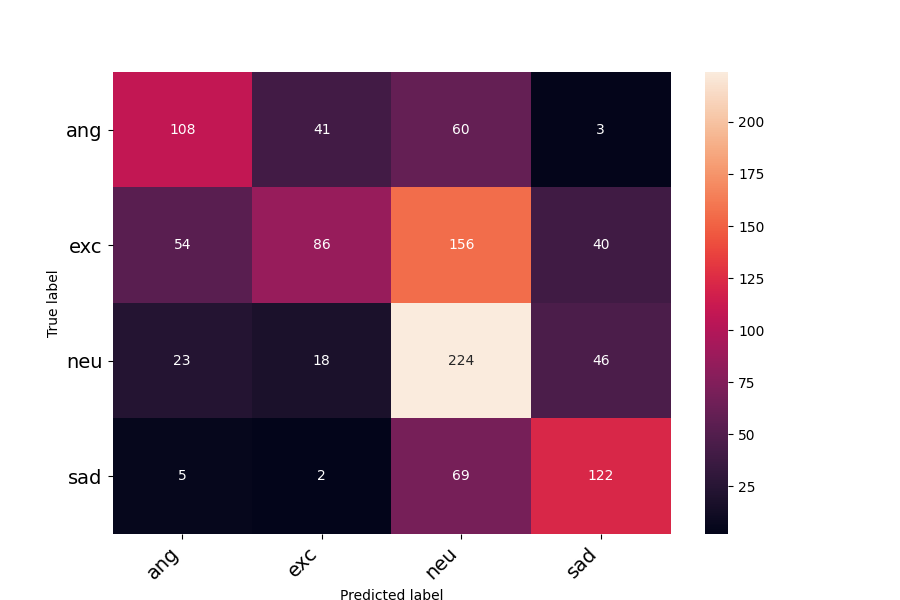 ang 108 41 60 3
exc 54 86 156 40
neu 23 18 224 46
sad 5 2 69 122
ang exc neu sad
Predicted label
True label
200
175
150
125
100
75
50
25